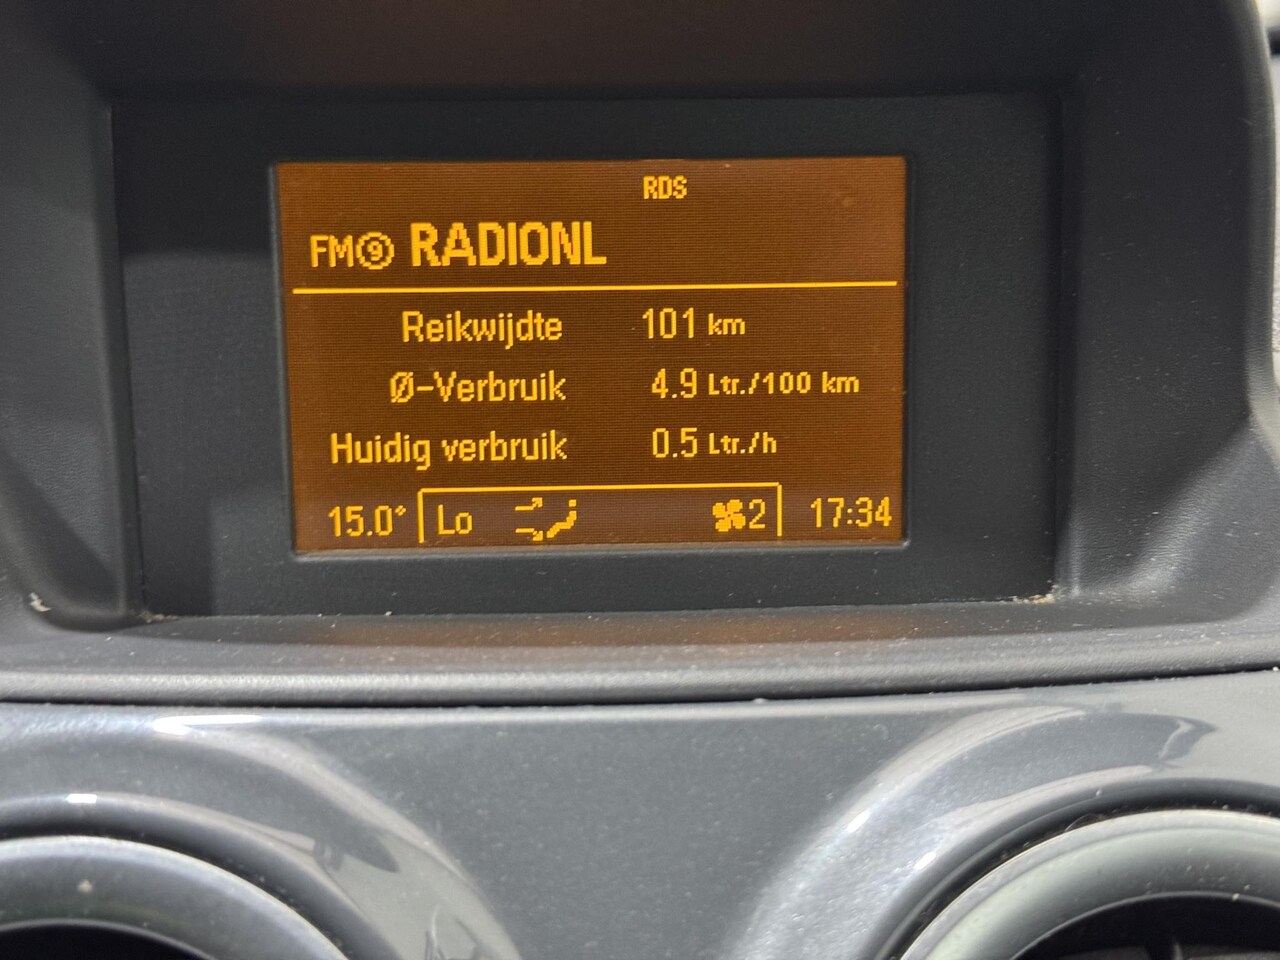 RDS
FM 9 RADIONL
Reikwijdte 101 km
Ø-Verbruik 4.9 Ltr./100 km
Huidig verbruik 0.5 Ltr./h
15.0° Lo 2 17:34